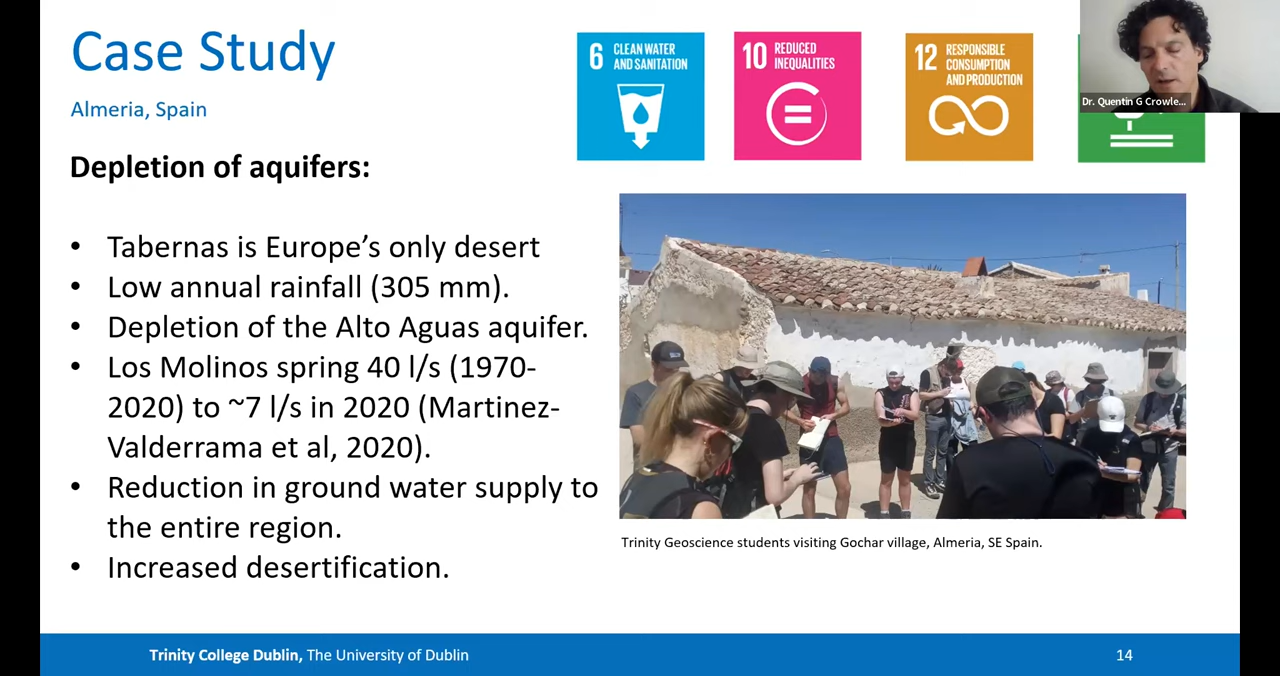 Case Study
Almeria, Spain
6 CLEAN WATER
AND SANITATION
10 REDUCED
INEQUALITIES
12 RESPONSIBLE
CONSUMPTION
AND PRODUCTION
Dr. Quentin G Crowle...
Depletion of aquifers:
• Tabernas is Europe’s only desert
• Low annual rainfall (305 mm).
• Depletion of the Alto Aguas aquifer.
• Los Molinos spring 40 l/s (1970-
2020) to ~7 l/s in 2020 (Martinez-
Valderrama et al, 2020).
• Reduction in ground water supply to
the entire region.
• Increased desertification.
Trinity Geoscience students visiting Gochar village, Almeria, SE Spain.
Trinity College Dublin, The University of Dublin
14